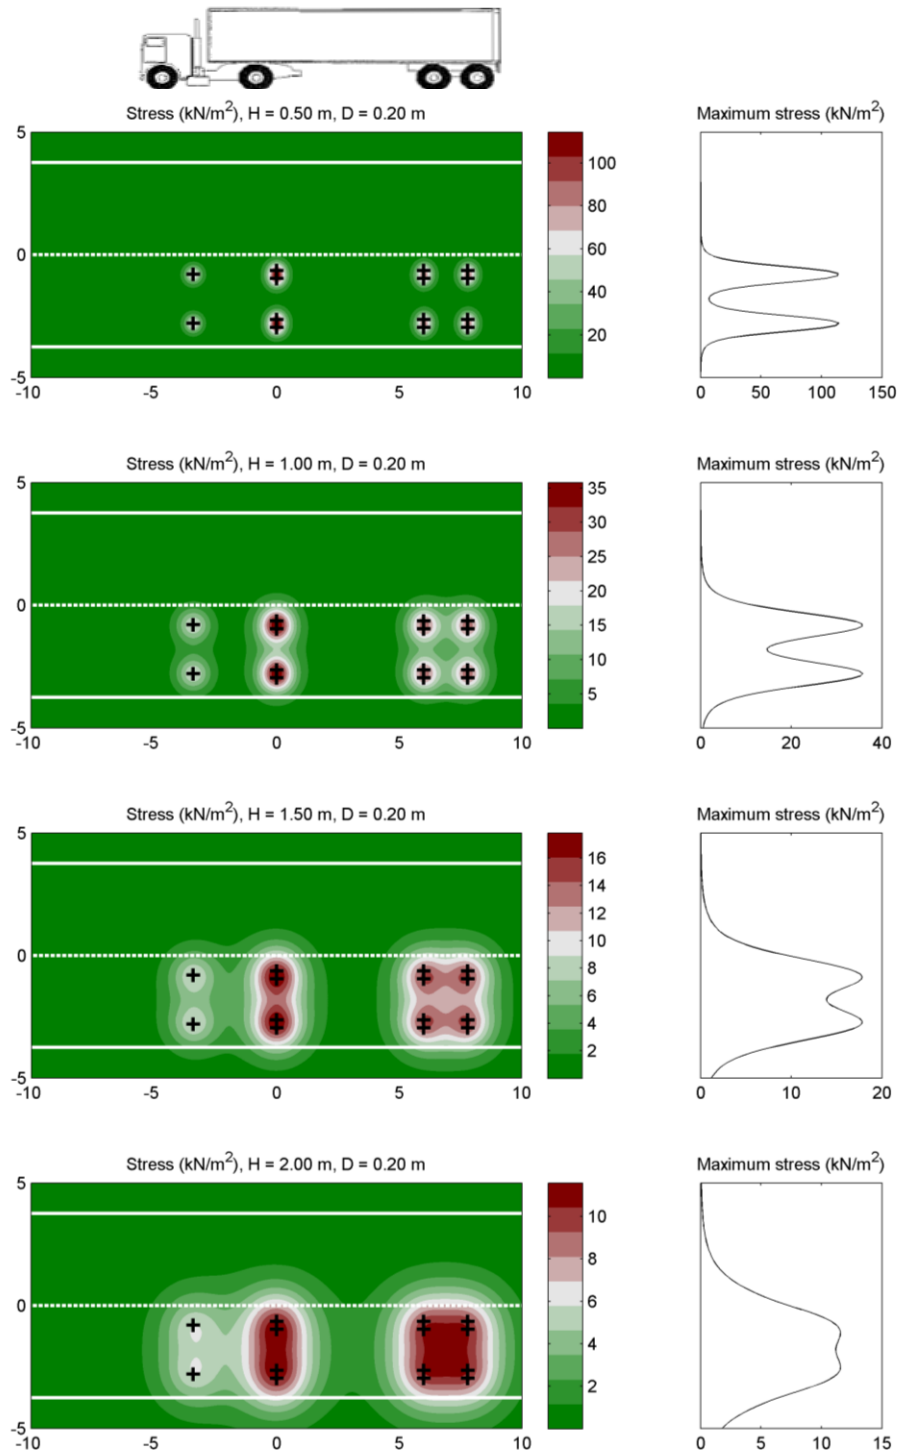 Stress (kN/m²), H = 0.50 m, D = 0.20 m
Maximum stress (kN/m²)
5
0
-5
-10 -5 0 5 10
100
80
60
40
20
0 50 100 150
Stress (kN/m²), H = 1.00 m, D = 0.20 m
Maximum stress (kN/m²)
5
0
-5
-10 -5 0 5 10
35
30
25
20
15
10
5
0 20 40
Stress (kN/m²), H = 1.50 m, D = 0.20 m
Maximum stress (kN/m²)
5
0
-5
-10 -5 0 5 10
16
14
12
10
8
6
4
2
0 10 20
Stress (kN/m²), H = 2.00 m, D = 0.20 m
Maximum stress (kN/m²)
5
0
-5
-10 -5 0 5 10
10
8
6
4
2
0 5 10 15